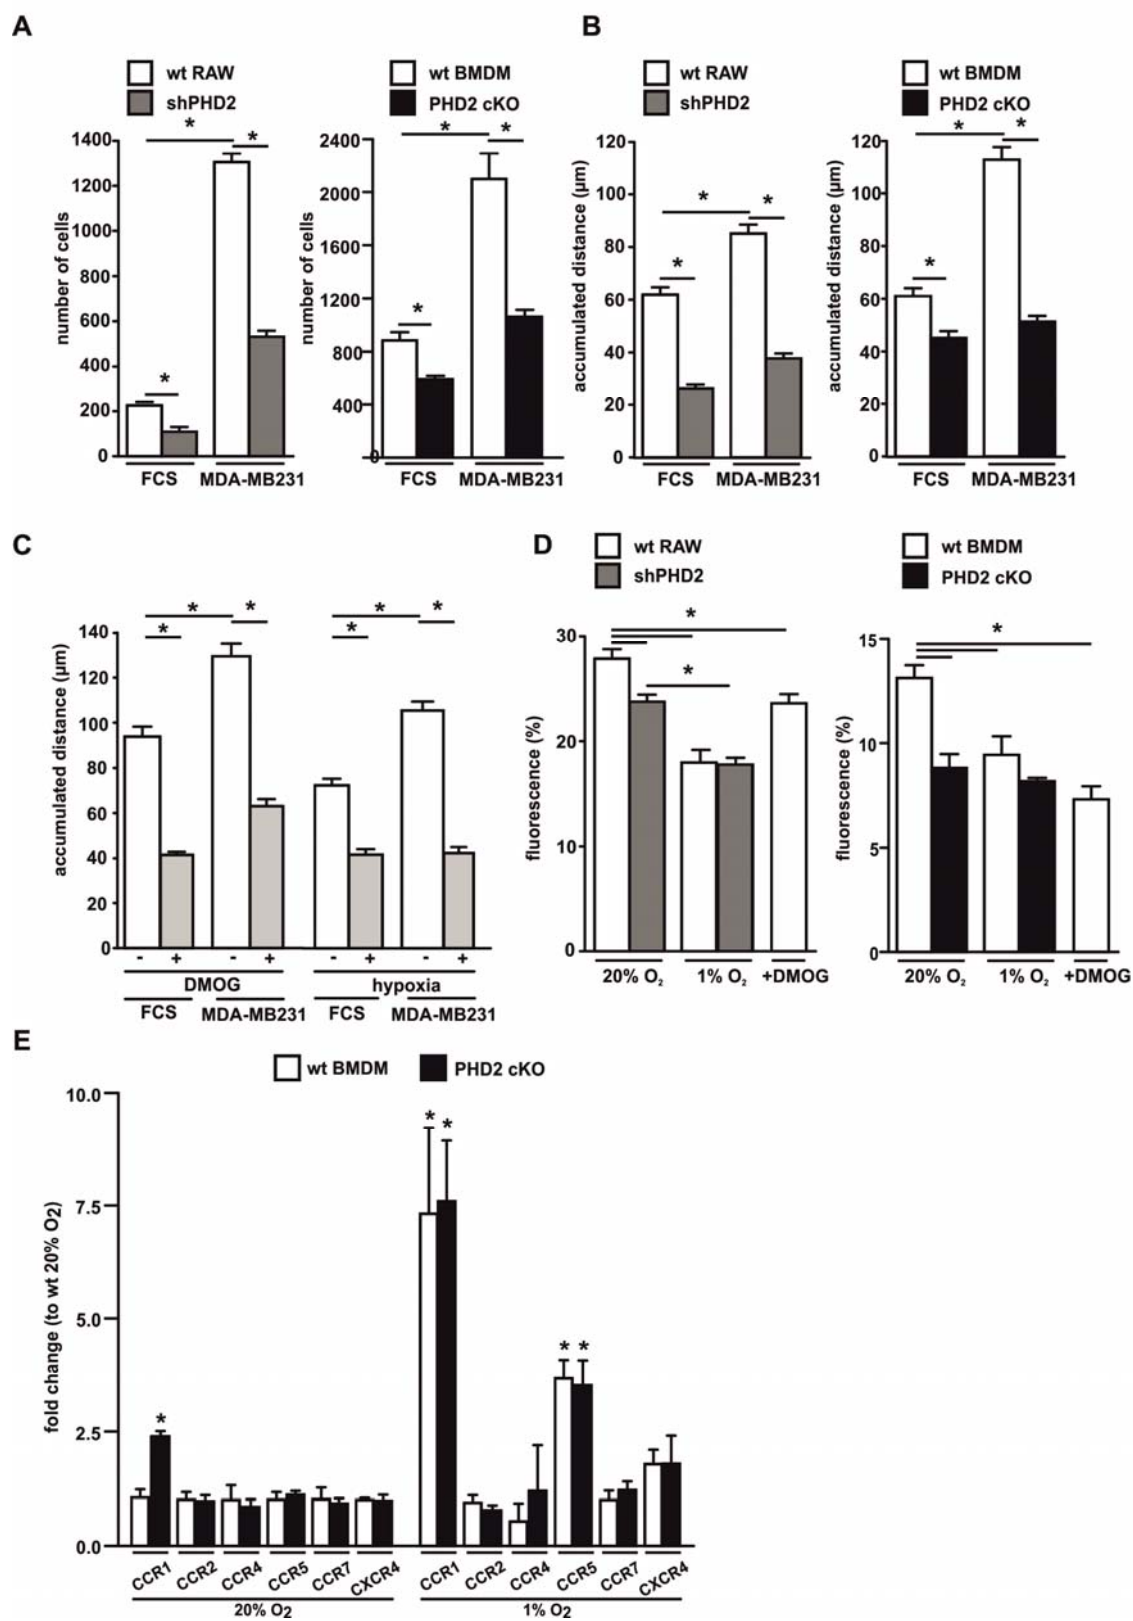 A
wt RAW
shPHD2
number of cells
1400
1200
1000
800
600
400
200
0
*
*
*
FCS
MDA-MB231
wt BMDM
PHD2 cKO
number of cells
2400
2000
1600
1200
800
400
0
*
*
*
FCS
MDA-MB231
B
wt RAW
shPHD2
accumulated distance (µm)
120
100
80
60
40
20
0
*
*
*
FCS
MDA-MB231
wt BMDM
PHD2 cKO
accumulated distance (µm)
120
100
80
60
40
20
0
*
*
*
FCS
MDA-MB231
C
accumulated distance (µm)
140
120
100
80
60
40
20
0
*
*
*
*
*
*
- + - + - + - +
DMOG
hypoxia
FCS
MDA-MB231
FCS
MDA-MB231
D
wt RAW
shPHD2
fluorescence (%)
30
20
10
0
*
*
20% O₂
1% O₂
+DMOG
wt BMDM
PHD2 cKO
fluorescence (%)
15
10
5
0
*
20% O₂
1% O₂
+DMOG
E
wt BMDM
PHD2 cKO
fold change (to wt 20% O2)
10.0
7.5
5.0
2.5
0.0
*
* *
* *
CCR1
CCR2
CCR4
CCR5
CCR7
CXCR4
20% O2
CCR1
CCR2
CCR4
CCR5
CCR7
CXCR4
1% O2